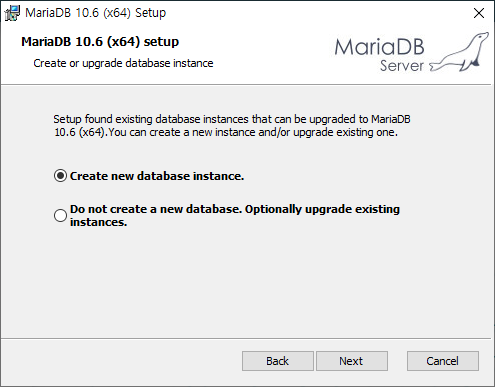 MariaDB 10.6 (x64) Setup
MariaDB 10.6 (x64) setup
Create or upgrade database instance
MariaDB
Server
Setup found existing database instances that can be upgraded to MariaDB
10.6 (x64).You can create a new instance and/or upgrade existing one.
Create new database instance.
Do not create a new database. Optionally upgrade existing
instances.
Back
Next
Cancel